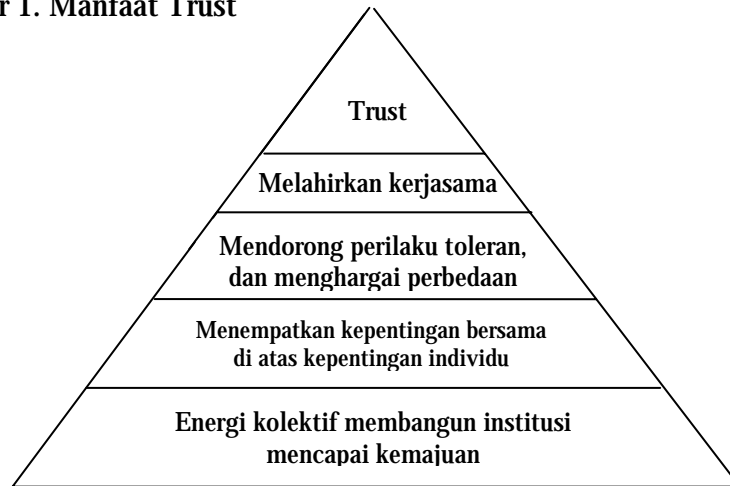 r 1. Manfaat Trust
Trust
Melahirkan kerjasama
Mendorong perilaku toleran,
dan menghargai perbedaan
Menempatkan kepentingan bersama
di atas kepentingan individu
Energi kolektif membangun institusi
mencapai kemajuan